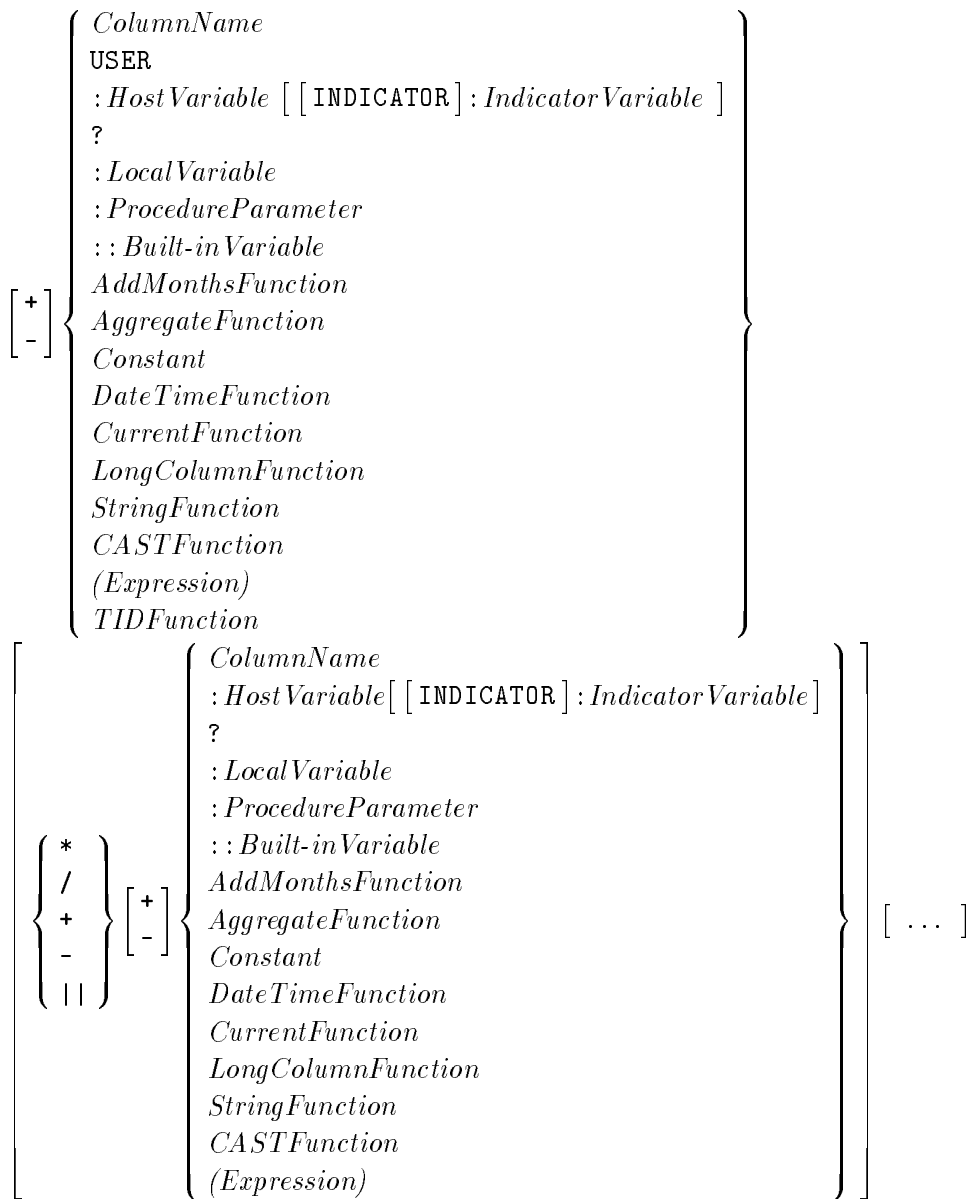 ColumnName
USER
:HostVariable [ [ INDICATOR ] :IndicatorVariable ]
?
:LocalVariable
:ProcedureParameter
::Built-inVariable
AddMonthsFunction
[ + - ]
AggregateFunction
Constant
DateTimeFunction
CurrentFunction
LongColumnFunction
StringFunction
CASTFunction
(Expression)
TIDFunction
ColumnName
:HostVariable[ [ INDICATOR ] :IndicatorVariable ]
?
:LocalVariable
:ProcedureParameter
::Built-inVariable
AddMonthsFunction
{ * / + - || } [ + - ]
AggregateFunction
Constant
DateTimeFunction
CurrentFunction
LongColumnFunction
StringFunction
CASTFunction
(Expression)
[ ... ]